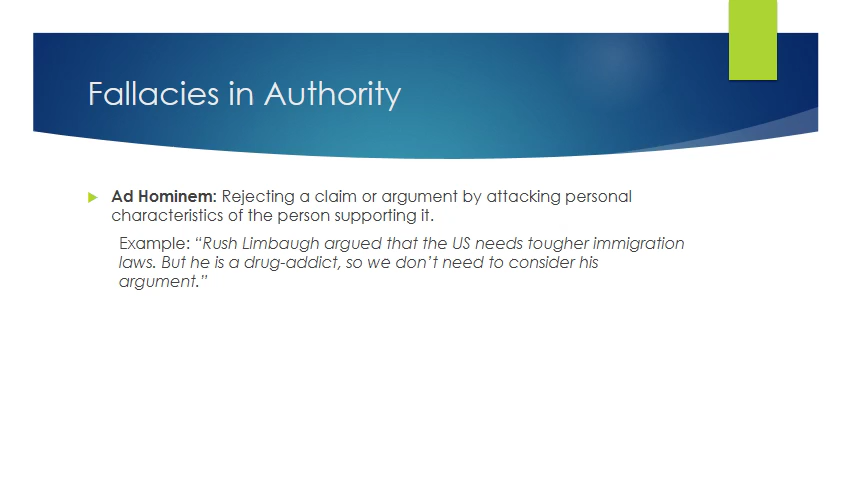 Fallacies in Authority
Ad Hominem: Rejecting a claim or argument by attacking personal
characteristics of the person supporting it.
Example: “Rush Limbaugh argued that the US needs tougher immigration
laws. But he is a drug-addict, so we don’t need to consider his
argument.”